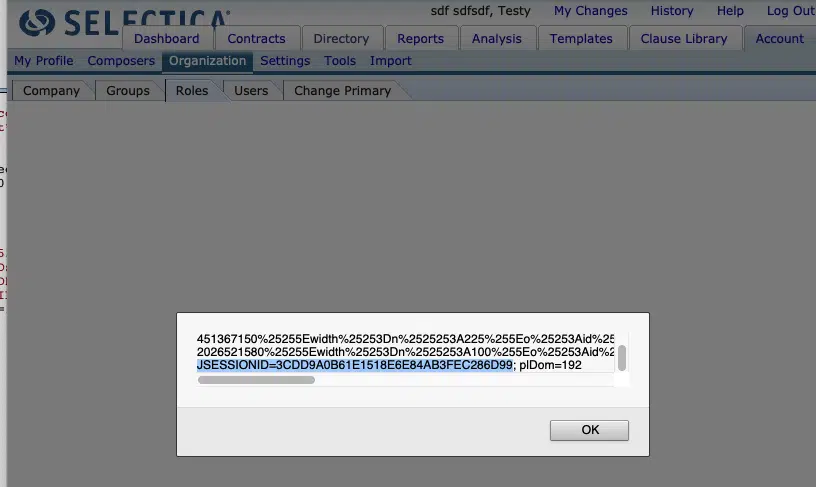 sdf sdfsdf, Testy My Changes History Help Log Out
SELECTICA
Dashboard Contracts Directory Reports Analysis Templates Clause Library Account
My Profile Composers Organization Settings Tools Import
Company Groups Roles Users Change Primary
451367150%25255Ewidth%25253Dn%2525253A225%255Eo%25253Aid%25
2026521580%25255Ewidth%25253Dn%2525253A100%255Eo%25253Aid%2
JSESSIONID=3CDD9A0B61E1518E6E84AB3FEC286D99; plDom=192
OK